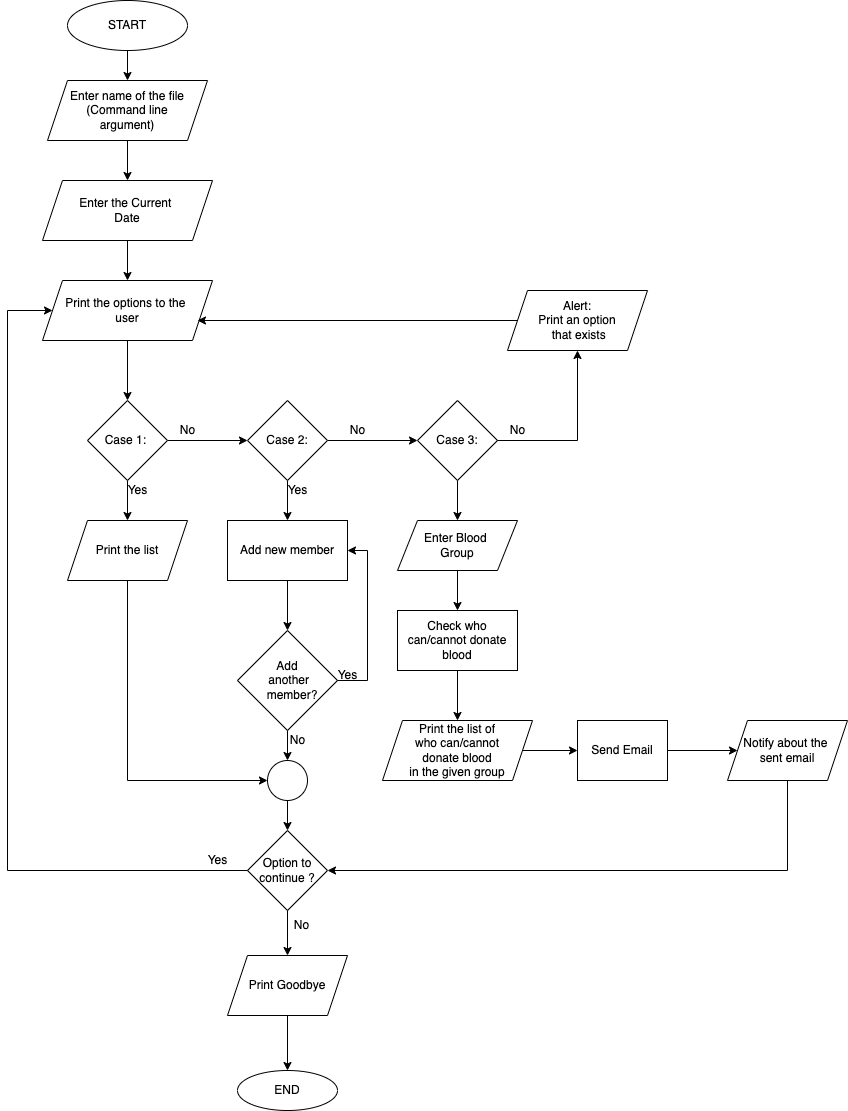 START
Enter name of the file
(Command line
argument)
Enter the Current
Date
Print the options to the
user
Alert:
Print an option
that exists
Case 1:
No
Case 2:
No
Case 3:
No
Yes
Yes
Print the list
Add new member
Enter Blood
Group
Check who
can/cannot donate
blood
Add
another
member?
Yes
No
Print the list of
who can/cannot
donate blood
in the given group
Send Email
Notify about the
sent email
Yes
Option to
continue ?
No
Print Goodbye
END